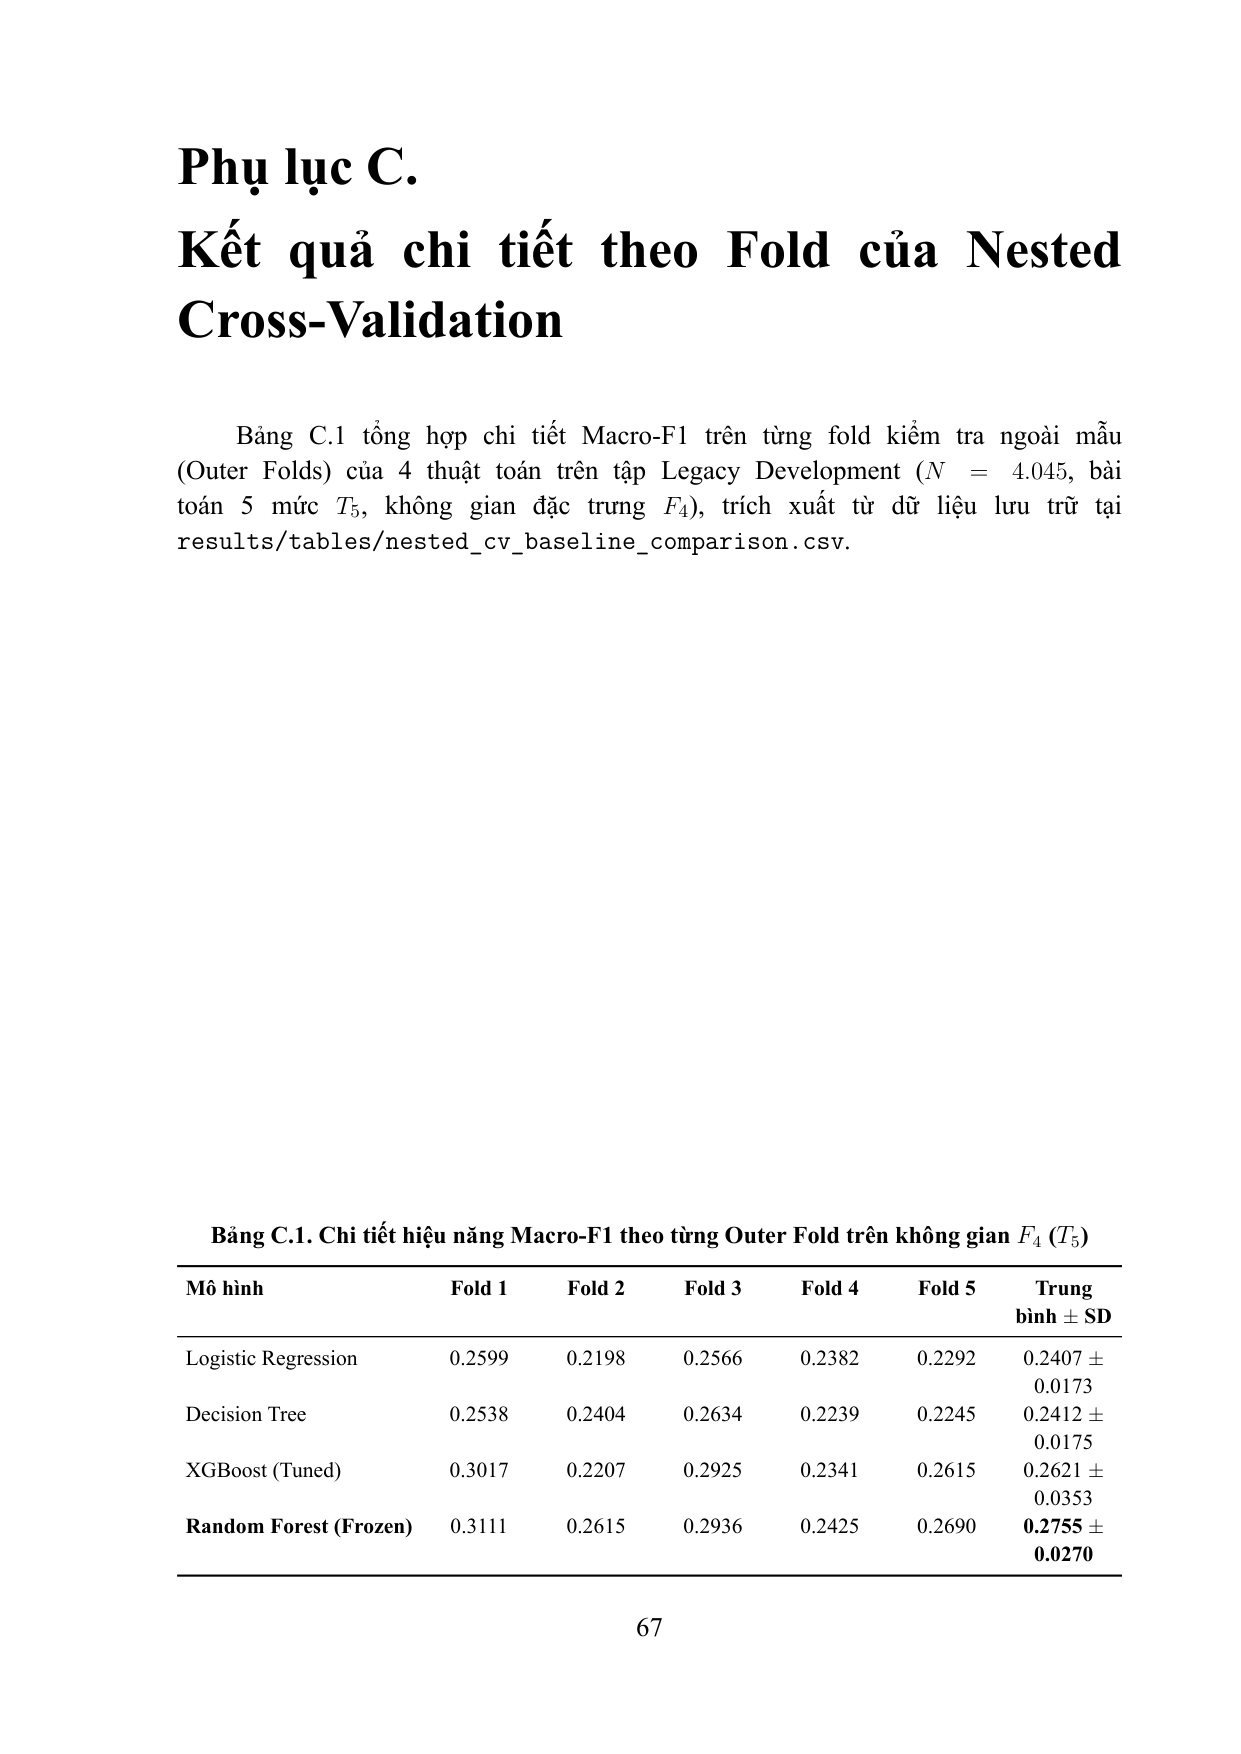 Phụ lục C.
Kết quả chi tiết theo Fold của Nested
Cross-Validation
Bảng C.1 tổng hợp chi tiết Macro-F1 trên từng fold kiểm tra ngoài mẫu
(Outer Folds) của 4 thuật toán trên tập Legacy Development (N = 4.045, bài
toán 5 mức T₅, không gian đặc trưng F₄), trích xuất từ dữ liệu lưu trữ tại
results/tables/nested_cv_baseline_comparison.csv.
Bảng C.1. Chi tiết hiệu năng Macro-F1 theo từng Outer Fold trên không gian F₄ (T₅)
Mô hình Fold 1 Fold 2 Fold 3 Fold 4 Fold 5 Trung
bình ± SD
Logistic Regression 0.2599 0.2198 0.2566 0.2382 0.2292 0.2407 ±
0.0173
Decision Tree 0.2538 0.2404 0.2634 0.2239 0.2245 0.2412 ±
0.0175
XGBoost (Tuned) 0.3017 0.2207 0.2925 0.2341 0.2615 0.2621 ±
0.0353
Random Forest (Frozen) 0.3111 0.2615 0.2936 0.2425 0.2690 0.2755 ±
0.0270
67